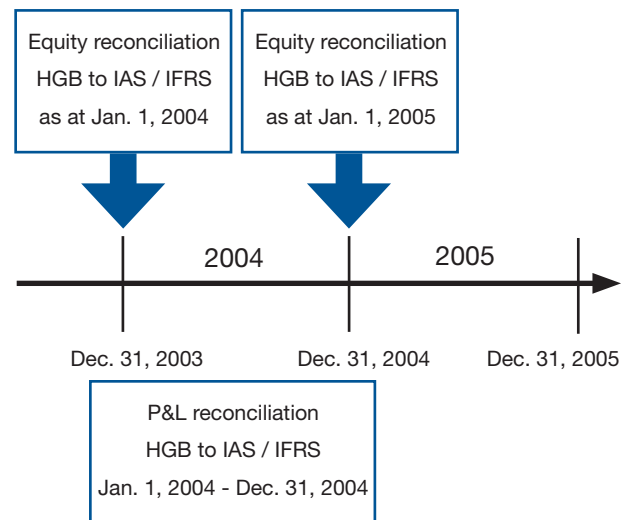 Equity reconciliation
HGB to IAS / IFRS
as at Jan. 1, 2004
Equity reconciliation
HGB to IAS / IFRS
as at Jan. 1, 2005
2004
2005
Dec. 31, 2003
Dec. 31, 2004
Dec. 31, 2005
P&L reconciliation
HGB to IAS / IFRS
Jan. 1, 2004 - Dec. 31, 2004